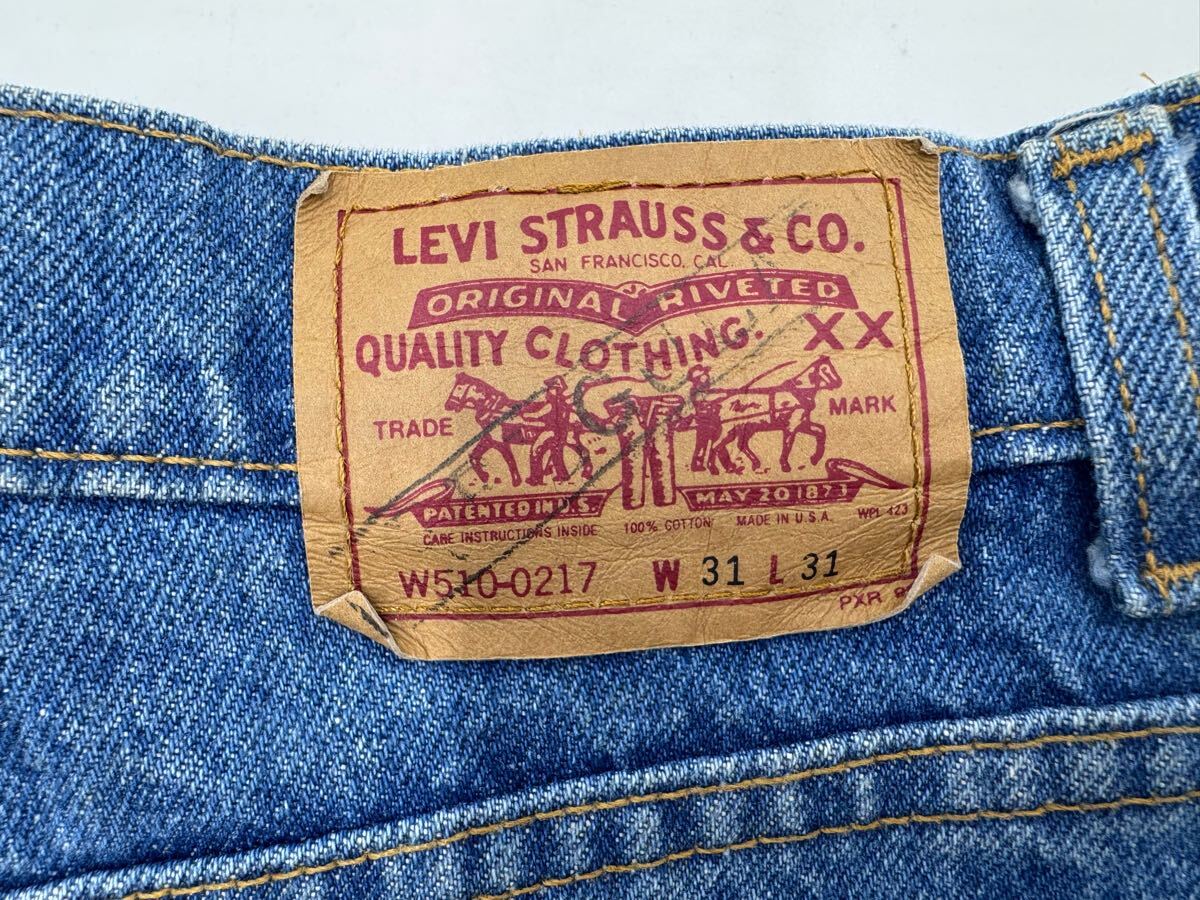 LEVI STRAUSS & CO.
SAN FRANCISCO, CAL.
ORIGINAL RIVETED
QUALITY CLOTHING: XX
TRADE MARK
PATENTED IN U.S. MAY 20 1873
CARE INSTRUCTIONS INSIDE 100% COTTON MADE IN U.S.A. WPL 423
W510-0217 W 31 L 31
PXR